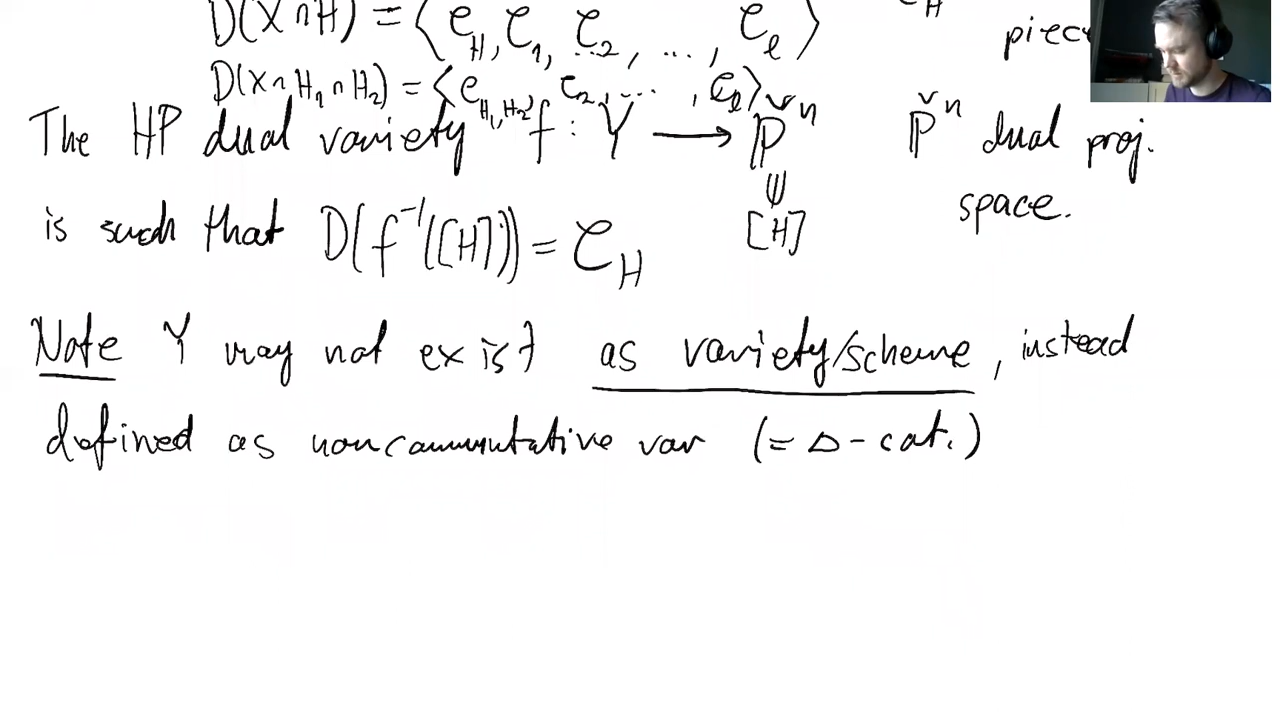 D(X∩H) = ⟨C_H, C_1, C_2, ..., C_ℓ⟩
piec
D(X∩H_1∩H_2) = ⟨C_{H_1,H_2}, C_2, ..., C_ℓ⟩
The HP dual variety f : Y ⟶ P̌^n P̌^n dual proj.
is such that D(f^{-1}([H])) = C_H [H] space.
Note Y may not exist as variety/scheme, instead
defined as noncommutative var (= Δ-cat.)